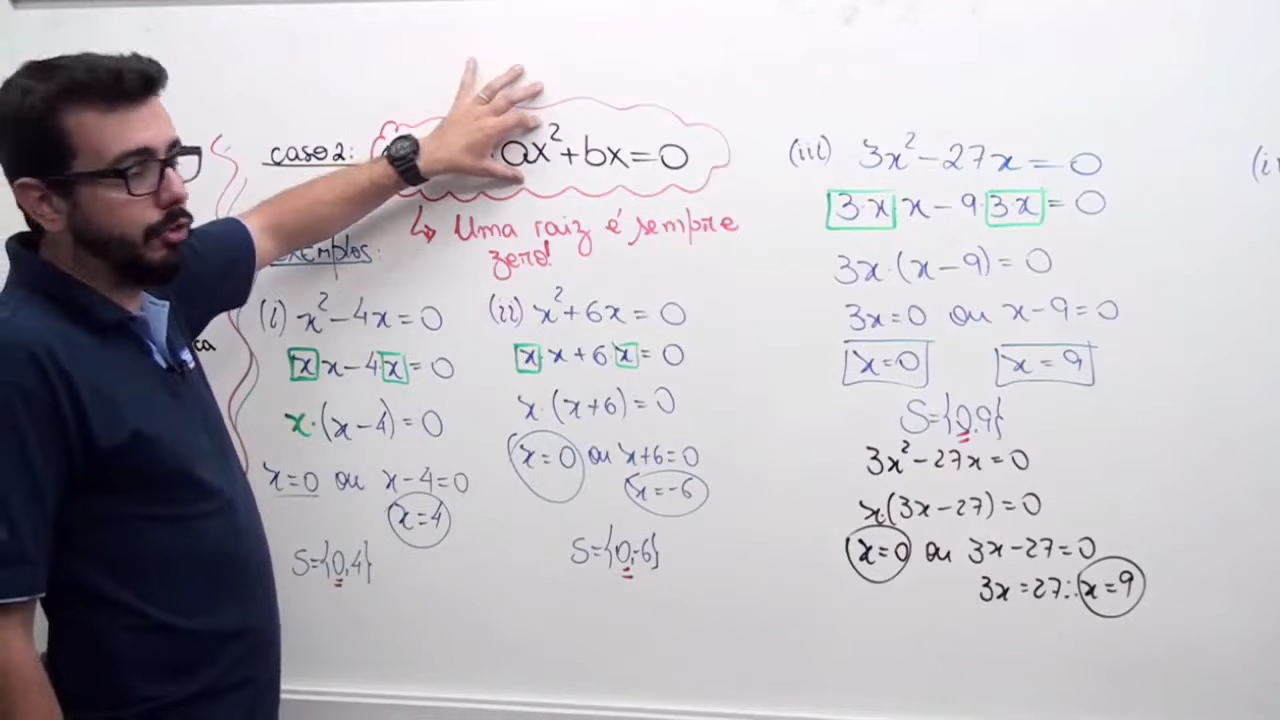 caso 2:
ax²+bx=0
↳ Uma raiz é sempre
zero!
exemplos:
(i) x²-4x=0
x·x-4·x=0
x·(x-4)=0
x=0 ou x-4=0
x=4
S={0,4}
(ii) x²+6x=0
x·x+6·x=0
x·(x+6)=0
x=0 ou x+6=0
x=-6
S={0,-6}
(iii) 3x²-27x=0
3·x·x-9·3x=0
3x·(x-9)=0
3x=0 ou x-9=0
x=0 x=9
S={0,9}
3x²-27x=0
x(3x-27)=0
x=0 ou 3x-27=0
3x=27∴x=9
ca